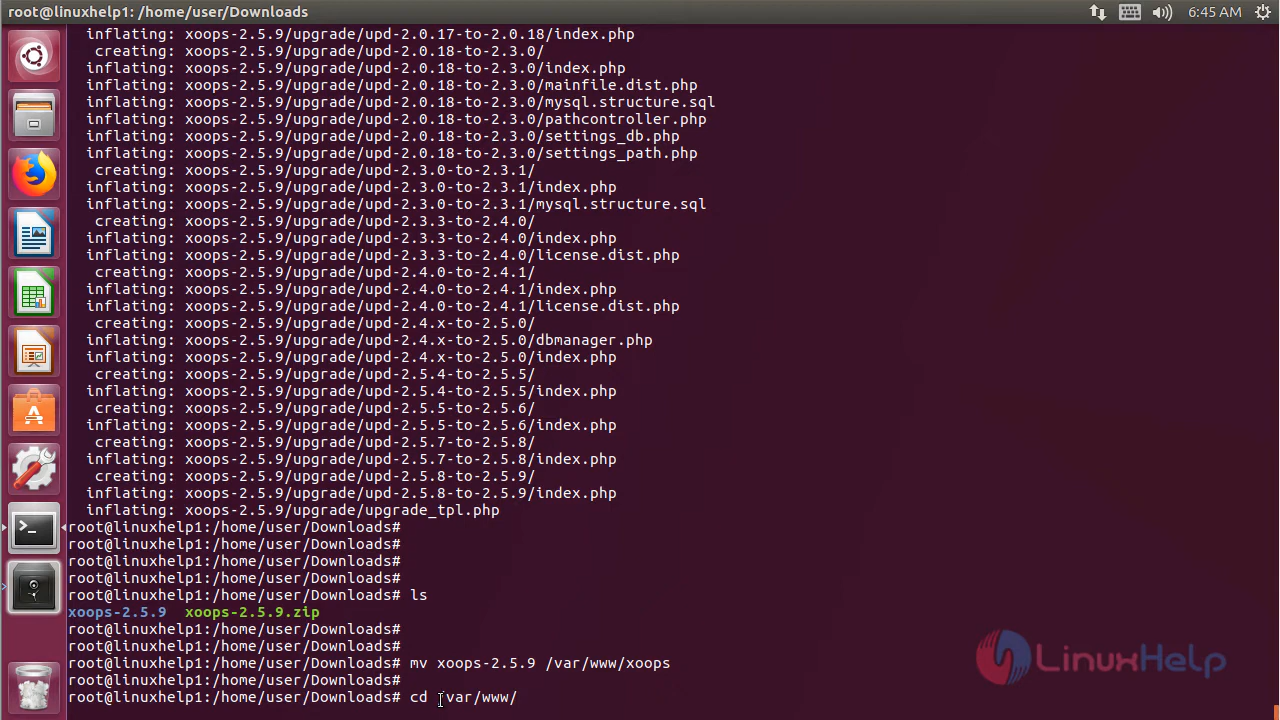 root@linuxhelp1: /home/user/Downloads
6:45 AM
inflating: xoops-2.5.9/upgrade/upd-2.0.17-to-2.0.18/index.php
creating: xoops-2.5.9/upgrade/upd-2.0.18-to-2.3.0/
inflating: xoops-2.5.9/upgrade/upd-2.0.18-to-2.3.0/index.php
inflating: xoops-2.5.9/upgrade/upd-2.0.18-to-2.3.0/mainfile.dist.php
inflating: xoops-2.5.9/upgrade/upd-2.0.18-to-2.3.0/mysql.structure.sql
inflating: xoops-2.5.9/upgrade/upd-2.0.18-to-2.3.0/pathcontroller.php
inflating: xoops-2.5.9/upgrade/upd-2.0.18-to-2.3.0/settings_db.php
inflating: xoops-2.5.9/upgrade/upd-2.0.18-to-2.3.0/settings_path.php
creating: xoops-2.5.9/upgrade/upd-2.3.0-to-2.3.1/
inflating: xoops-2.5.9/upgrade/upd-2.3.0-to-2.3.1/index.php
inflating: xoops-2.5.9/upgrade/upd-2.3.0-to-2.3.1/mysql.structure.sql
creating: xoops-2.5.9/upgrade/upd-2.3.3-to-2.4.0/
inflating: xoops-2.5.9/upgrade/upd-2.3.3-to-2.4.0/index.php
inflating: xoops-2.5.9/upgrade/upd-2.3.3-to-2.4.0/license.dist.php
creating: xoops-2.5.9/upgrade/upd-2.4.0-to-2.4.1/
inflating: xoops-2.5.9/upgrade/upd-2.4.0-to-2.4.1/index.php
inflating: xoops-2.5.9/upgrade/upd-2.4.0-to-2.4.1/license.dist.php
creating: xoops-2.5.9/upgrade/upd-2.4.x-to-2.5.0/
inflating: xoops-2.5.9/upgrade/upd-2.4.x-to-2.5.0/dbmanager.php
inflating: xoops-2.5.9/upgrade/upd-2.4.x-to-2.5.0/index.php
creating: xoops-2.5.9/upgrade/upd-2.5.4-to-2.5.5/
inflating: xoops-2.5.9/upgrade/upd-2.5.4-to-2.5.5/index.php
creating: xoops-2.5.9/upgrade/upd-2.5.5-to-2.5.6/
inflating: xoops-2.5.9/upgrade/upd-2.5.5-to-2.5.6/index.php
creating: xoops-2.5.9/upgrade/upd-2.5.7-to-2.5.8/
inflating: xoops-2.5.9/upgrade/upd-2.5.7-to-2.5.8/index.php
creating: xoops-2.5.9/upgrade/upd-2.5.8-to-2.5.9/
inflating: xoops-2.5.9/upgrade/upd-2.5.8-to-2.5.9/index.php
inflating: xoops-2.5.9/upgrade/upgrade_tpl.php
root@linuxhelp1:/home/user/Downloads#
root@linuxhelp1:/home/user/Downloads#
root@linuxhelp1:/home/user/Downloads#
root@linuxhelp1:/home/user/Downloads#
root@linuxhelp1:/home/user/Downloads# ls
xoops-2.5.9 xoops-2.5.9.zip
root@linuxhelp1:/home/user/Downloads#
root@linuxhelp1:/home/user/Downloads#
root@linuxhelp1:/home/user/Downloads# mv xoops-2.5.9 /var/www/xoops
root@linuxhelp1:/home/user/Downloads#
root@linuxhelp1:/home/user/Downloads# cd /var/www/
LinuxHelp